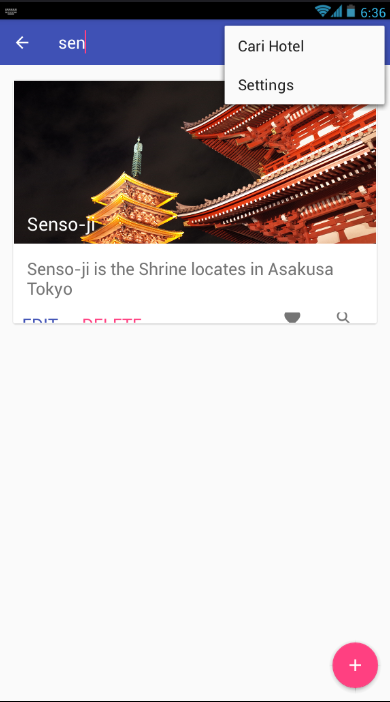 6:36
sen
Cari Hotel
Settings
Senso-ji
Senso-ji is the Shrine locates in Asakusa
Tokyo
EDIT DELETE